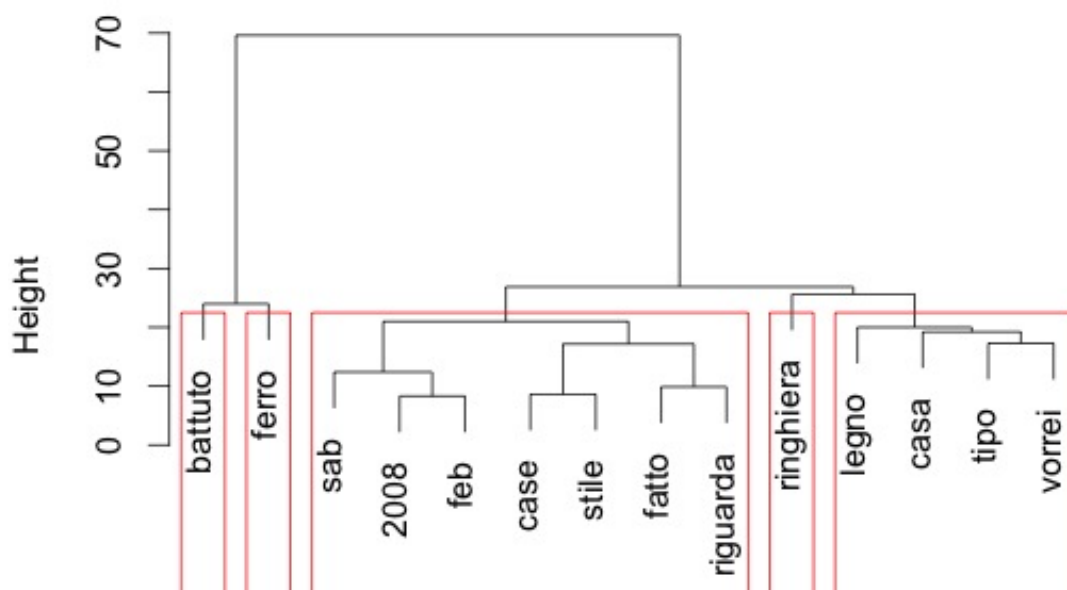 Height
70
50
30
10
0
battuto
ferro
sab
2008
feb
case
stile
fatto
riguarda
ringhiera
legno
casa
tipo
vorrei